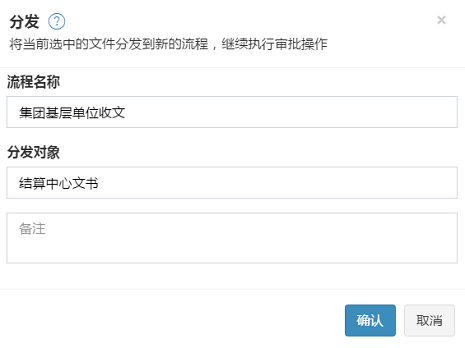 分发 ?
×
将当前选中的文件分发到新的流程，继续执行审批操作
流程名称
集团基层单位收文
分发对象
结算中心文书
备注
确认 取消